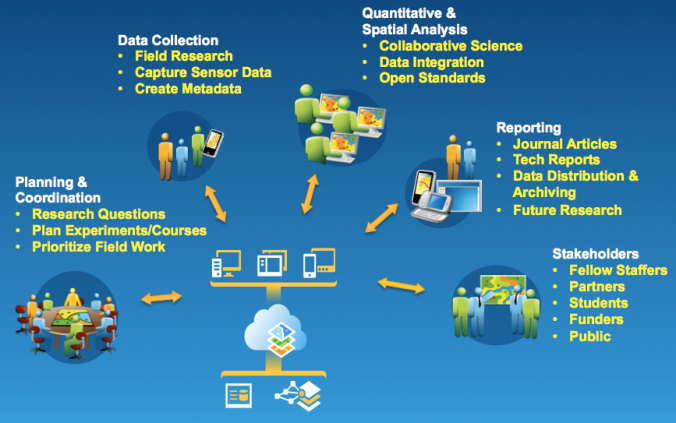 Quantitative &
Spatial Analysis
• Collaborative Science
• Data Integration
• Open Standards
Data Collection
• Field Research
• Capture Sensor Data
• Create Metadata
Reporting
• Journal Articles
• Tech Reports
• Data Distribution &
Archiving
• Future Research
Planning &
Coordination
• Research Questions
• Plan Experiments/Courses
• Prioritize Field Work
Stakeholders
• Fellow Staffers
• Partners
• Students
• Funders
• Public